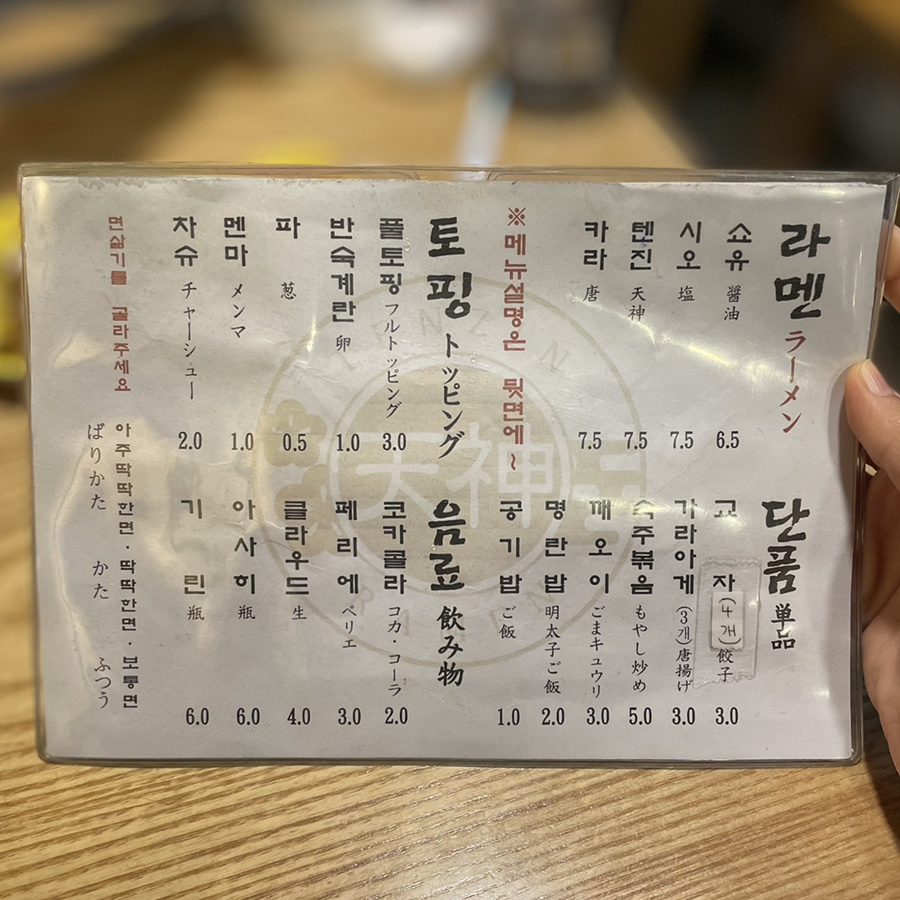 라멘 ラーメン
쇼유 醬油 6.5
시오 塩 7.5
텐진 天神 7.5
카라 唐 7.5
※메뉴설명은 뒷면에~
토핑 トッピング
풀토핑 フルトッピング 3.0
반숙계란 卵 1.0
파 葱 0.5
멘마 メンマ 1.0
차슈 チャーシュー 2.0
면삶기를 골라주세요
단품 単品
교자 (4개) 餃子 3.0
가라아게 (3개) 唐揚げ 3.0
숙주볶음 もやし炒め 5.0
깨오이 ごまキュウリ 3.0
명란밥 明太子ご飯 2.0
공기밥 ご飯 1.0
음료 飲み物
코카콜라 コカ・コーラ 2.0
페리에 ペリエ 3.0
클라우드 生 4.0
아사히 瓶 6.0
기린 瓶 6.0
아주딱딱한면·딱딱한면·보통면
ばりかた かた ふつう
天神